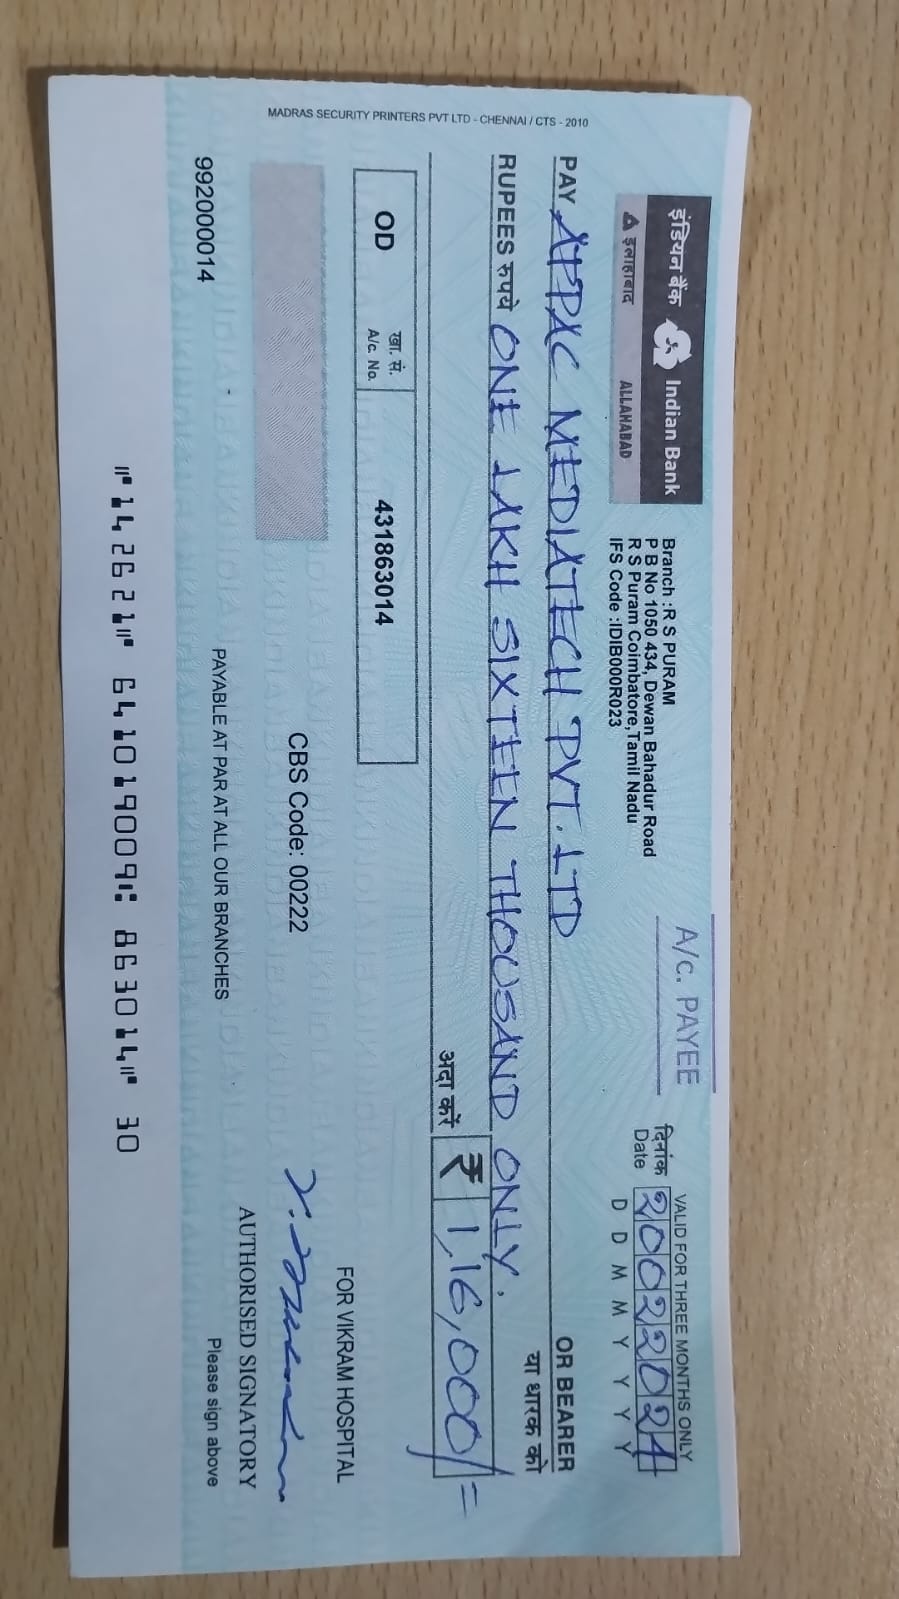 MADRAS SECURITY PRINTERS PVT LTD - CHENNAI / CTS - 2010
इंडियन बैंक Indian Bank
इलाहाबाद ALLAHABAD
Branch :R S PURAM
P B No 1050 434, Dewan Bahadur Road
R S Puram Coimbatore,Tamil Nadu
IFS Code :IDIB000R023
A/c. PAYEE
VALID FOR THREE MONTHS ONLY
दिनांक
Date 20022024
D D M M Y Y Y Y
PAY APPAC MEDIATECH PVT. LTD OR BEARER
या धारक को
RUPEES रुपये ONE LAKH SIXTEEN THOUSAND ONLY.
अदा करें ₹ 1,16,000/=
OD खा. सं. A/c. No. 431863014
FOR VIKRAM HOSPITAL
CBS Code: 00222
AUTHORISED SIGNATORY
Please sign above
992000014
PAYABLE AT PAR AT ALL OUR BRANCHES
⑈142621⑈ 641019009⑆ 863014⑈ 30